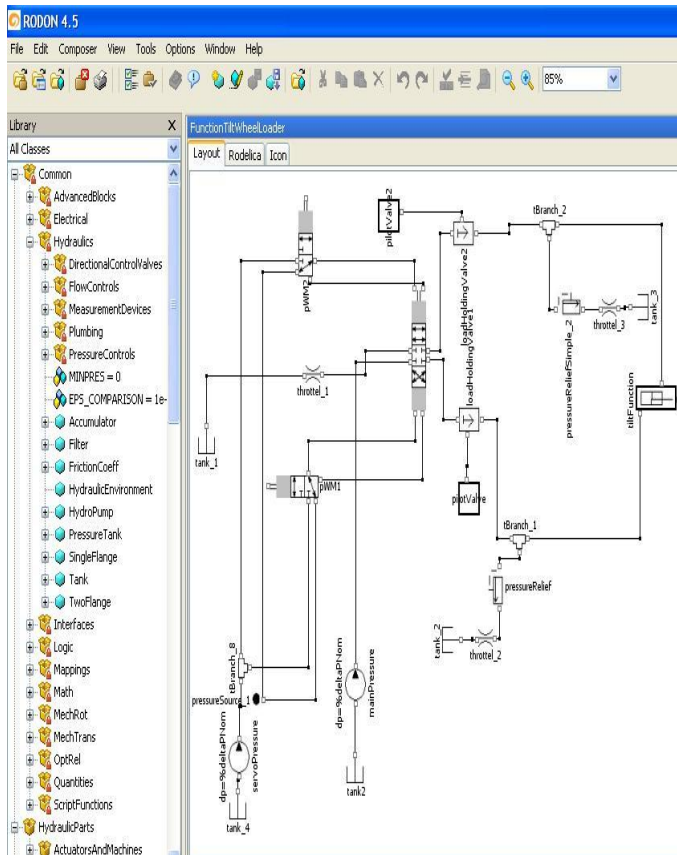 RODON 4.5
File Edit Composer View Tools Options Window Help
85%
Library X
All Classes
Common
AdvancedBlocks
Electrical
Hydraulics
DirectionalControlValves
FlowControls
MeasurementDevices
Plumbing
PressureControls
MINPRES = 0
EPS_COMPARISON = 1e-
Accumulator
Filter
FrictionCoeff
HydraulicEnvironment
HydroPump
PressureTank
SingleFlange
Tank
TwoFlange
Interfaces
Logic
Mappings
Math
MechRot
MechTrans
OptRel
Quantities
ScriptFunctions
HydraulicParts
ActuatorsAndMachines
FunctionTiltWheelLoader
Layout Rodelica Icon
pilotValve2
tBranch_2
pWM2
loadHoldingValve2
loadHoldingValve1
pressureReliefSimple_2
throttel_3
tank_3
throttel_1
tiltFunction
tank_1
pWM1
pilotValve
tBranch_1
pressureRelief
tank_2
throttel_2
tBranch_8
pressureSource_1
dp=%deltaPNom
mainPressure
dp=%deltaPNom
servoPressure
tank2
tank_4